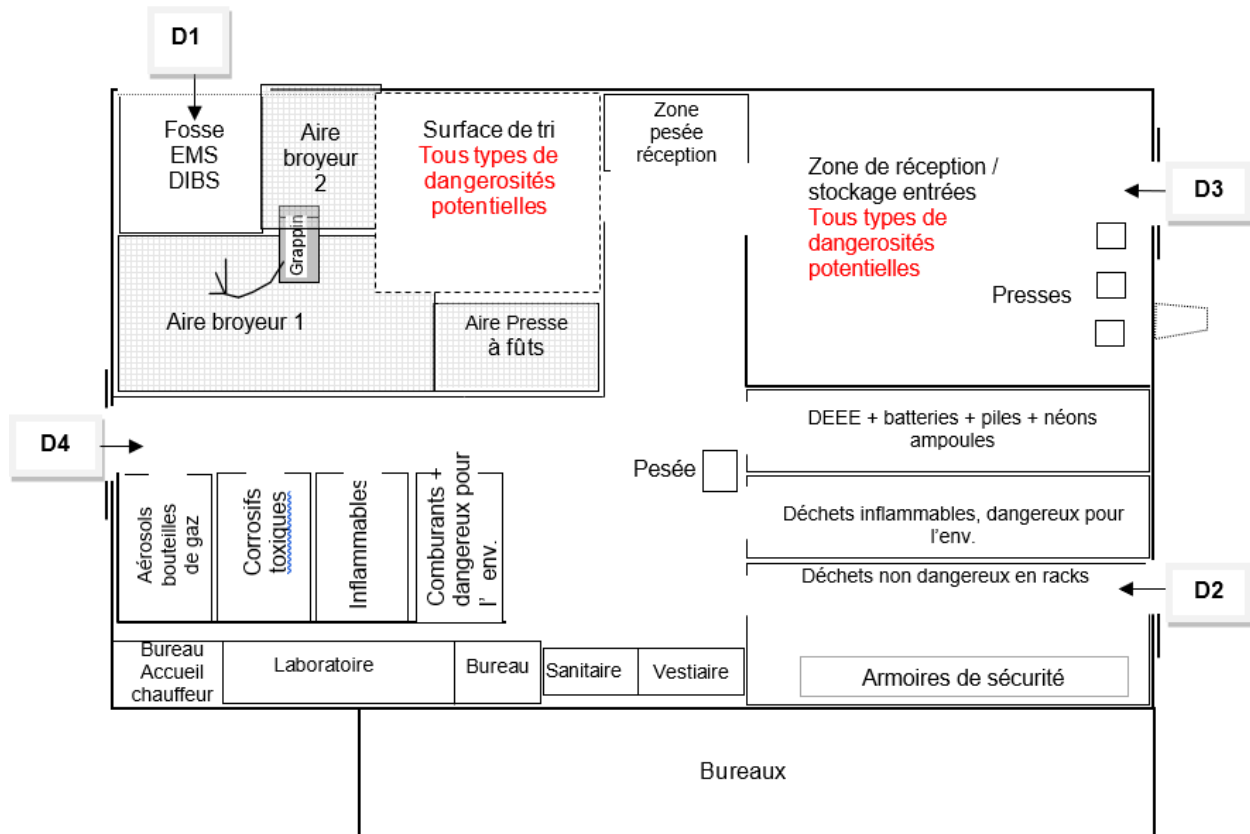 D1
Fosse
EMS
DIBS
Aire
broyeur
2
Surface de tri
Tous types de
dangerosités
potentielles
Zone
pesée
réception
Zone de réception /
stockage entrées
Tous types de
dangerosités
potentielles
D3
Grappin
Presses
Aire broyeur 1
Aire Presse
à fûts
DEEE + batteries + piles + néons
ampoules
D4
Pesée
Aérosols
bouteilles
de gaz
Corrosifs
toxiques
Inflammables
Comburants +
dangereux pour
l’ env.
Déchets inflammables, dangereux pour
l’env.
Déchets non dangereux en racks
D2
Bureau
Accueil
chauffeur
Laboratoire
Bureau
Sanitaire
Vestiaire
Armoires de sécurité
Bureaux